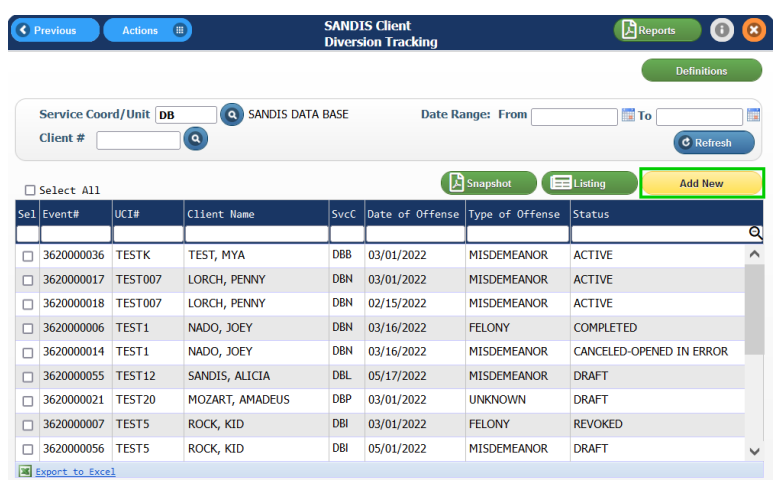 Previous Actions SANDIS Client Reports
Diversion Tracking
Definitions
Service Coord/Unit DB SANDIS DATA BASE Date Range: From To
Client # Refresh
Select All Snapshot Listing Add New
Sel Event# UCI# Client Name SvcC Date of Offense Type of Offense Status
3620000036 TESTK TEST, MYA DBB 03/01/2022 MISDEMEANOR ACTIVE
3620000017 TEST007 LORCH, PENNY DBN 03/01/2022 MISDEMEANOR ACTIVE
3620000018 TEST007 LORCH, PENNY DBN 02/15/2022 MISDEMEANOR ACTIVE
3620000006 TEST1 NADO, JOEY DBN 03/16/2022 FELONY COMPLETED
3620000014 TEST1 NADO, JOEY DBN 03/16/2022 MISDEMEANOR CANCELED-OPENED IN ERROR
3620000055 TEST12 SANDIS, ALICIA DBL 05/17/2022 MISDEMEANOR DRAFT
3620000021 TEST20 MOZART, AMADEUS DBP 03/01/2022 UNKNOWN DRAFT
3620000007 TEST5 ROCK, KID DBI 03/01/2022 FELONY REVOKED
3620000056 TEST5 ROCK, KID DBI 05/01/2022 MISDEMEANOR DRAFT
Export to Excel